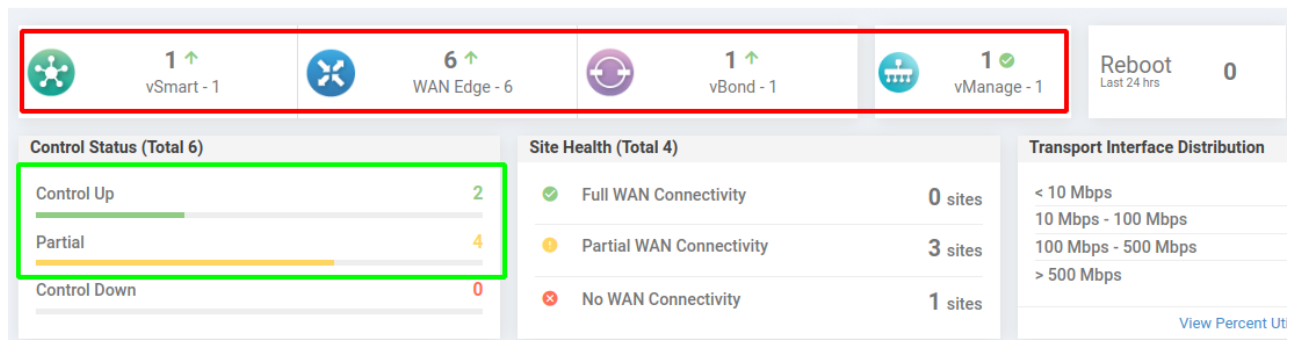 1
vSmart - 1
6
WAN Edge - 6
1
vBond - 1
1
vManage - 1
Reboot
Last 24 hrs
0
Control Status (Total 6)
Control Up 2
Partial 4
Control Down 0
Site Health (Total 4)
Full WAN Connectivity 0 sites
Partial WAN Connectivity 3 sites
No WAN Connectivity 1 sites
Transport Interface Distribution
< 10 Mbps
10 Mbps - 100 Mbps
100 Mbps - 500 Mbps
> 500 Mbps
View Percent Uti